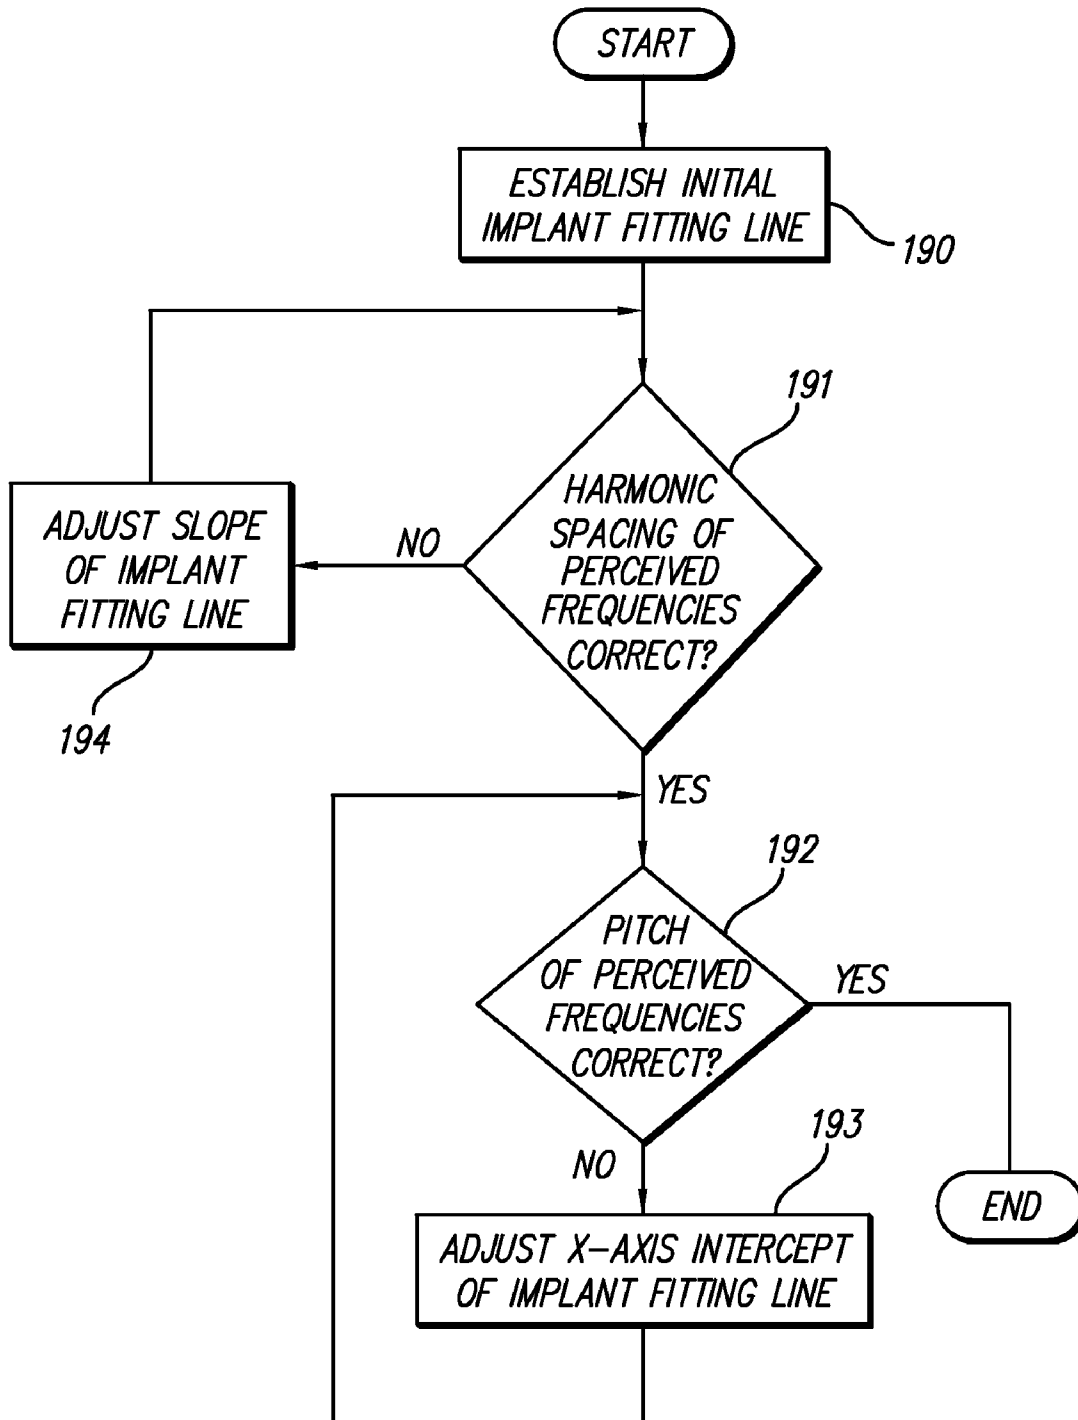 START
ESTABLISH INITIAL
IMPLANT FITTING LINE
190
191
HARMONIC
SPACING OF
PERCEIVED
FREQUENCIES
CORRECT?
NO
ADJUST SLOPE
OF IMPLANT
FITTING LINE
194
YES
192
PITCH
OF PERCEIVED
FREQUENCIES
CORRECT?
YES
193
NO
END
ADJUST X-AXIS INTERCEPT
OF IMPLANT FITTING LINE